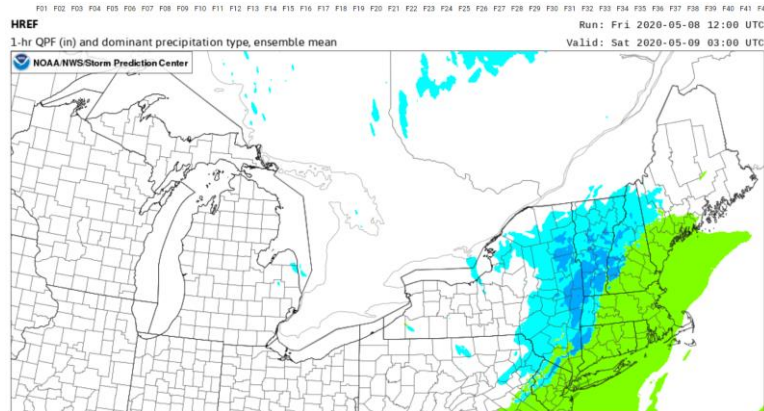 F01 F02 F03 F04 F05 F06 F07 F08 F09 F10 F11 F12 F13 F14 F15 F16 F17 F18 F19 F20 F21 F22 F23 F24 F25 F26 F27 F28 F29 F30 F31 F32 F33 F34 F35 F36 F37 F38 F39 F40 F41 F4
HREF Run: Fri 2020-05-08 12:00 UTC
1-hr QPF (in) and dominant precipitation type, ensemble mean Valid: Sat 2020-05-09 03:00 UTC
NOAA/NWS/Storm Prediction Center